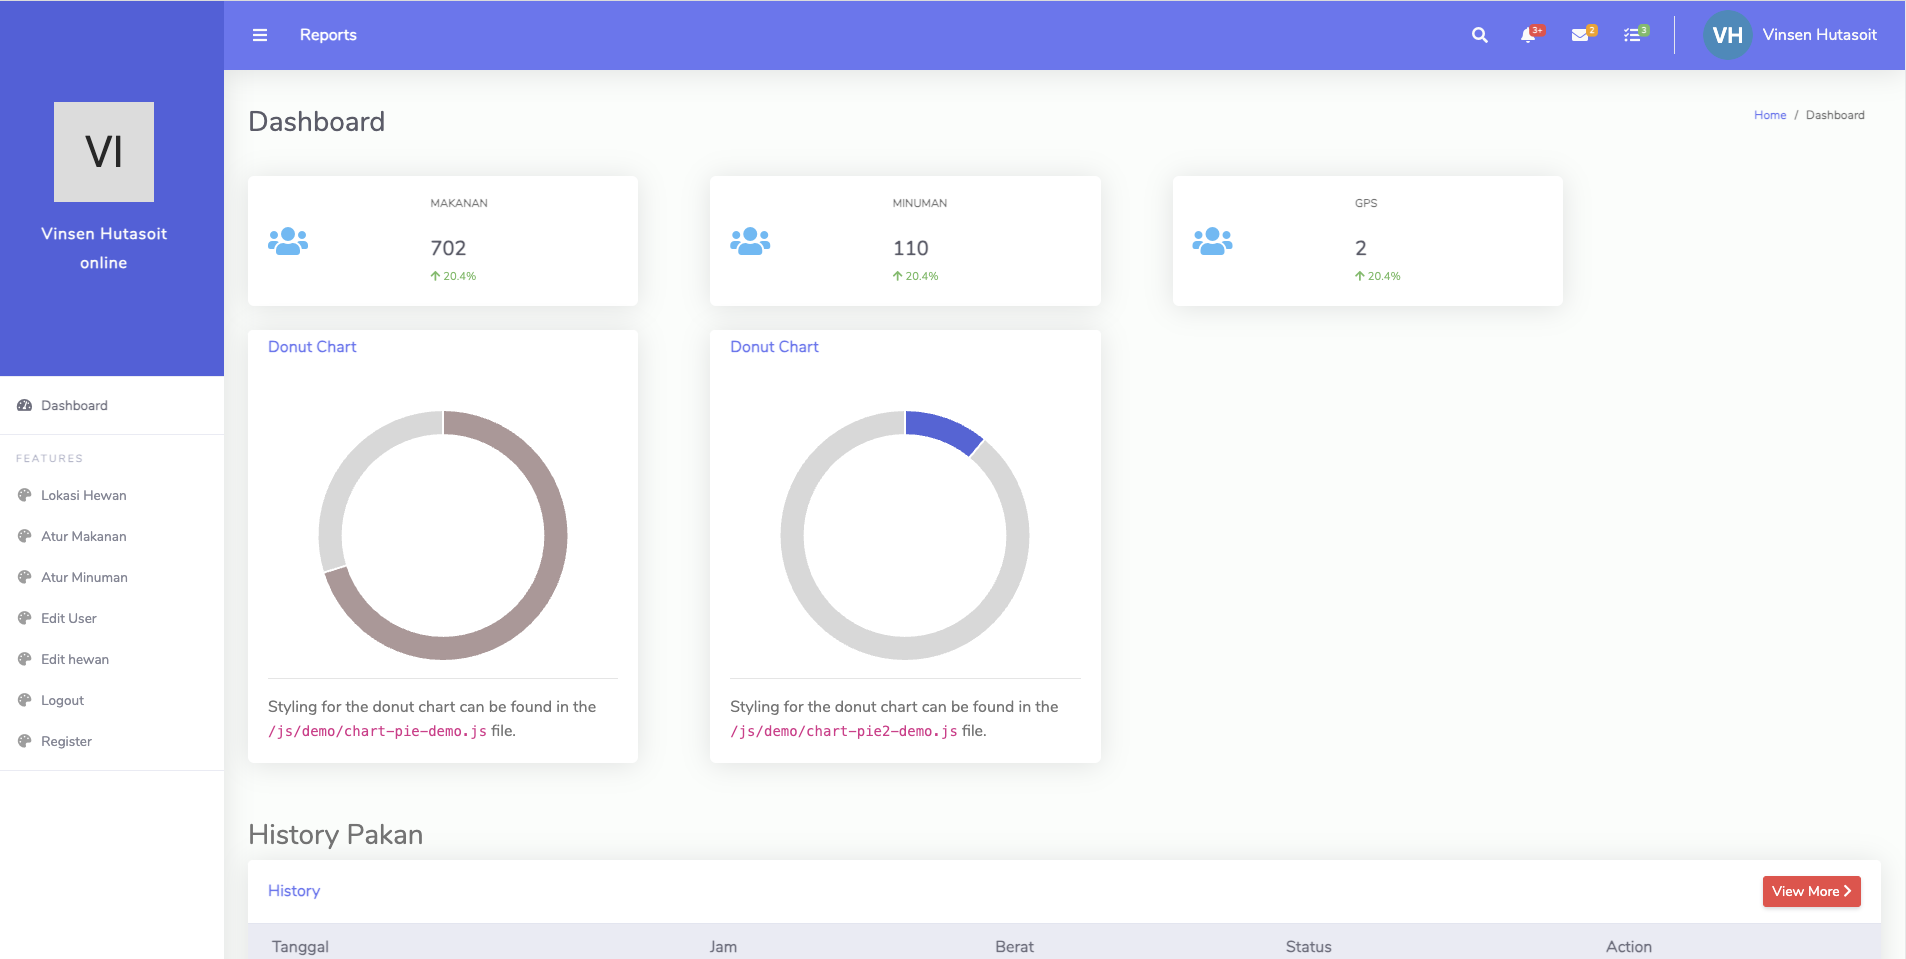 Reports
3+
2
3
VH
Vinsen Hutasoit
VI
Vinsen Hutasoit
online
Dashboard
FEATURES
Lokasi Hewan
Atur Makanan
Atur Minuman
Edit User
Edit hewan
Logout
Register
Dashboard
Home / Dashboard
MAKANAN
702
20.4%
MINUMAN
110
20.4%
GPS
2
20.4%
Donut Chart
Styling for the donut chart can be found in the
/js/demo/chart-pie-demo.js file.
Donut Chart
Styling for the donut chart can be found in the
/js/demo/chart-pie2-demo.js file.
History Pakan
History
View More
Tanggal Jam Berat Status Action